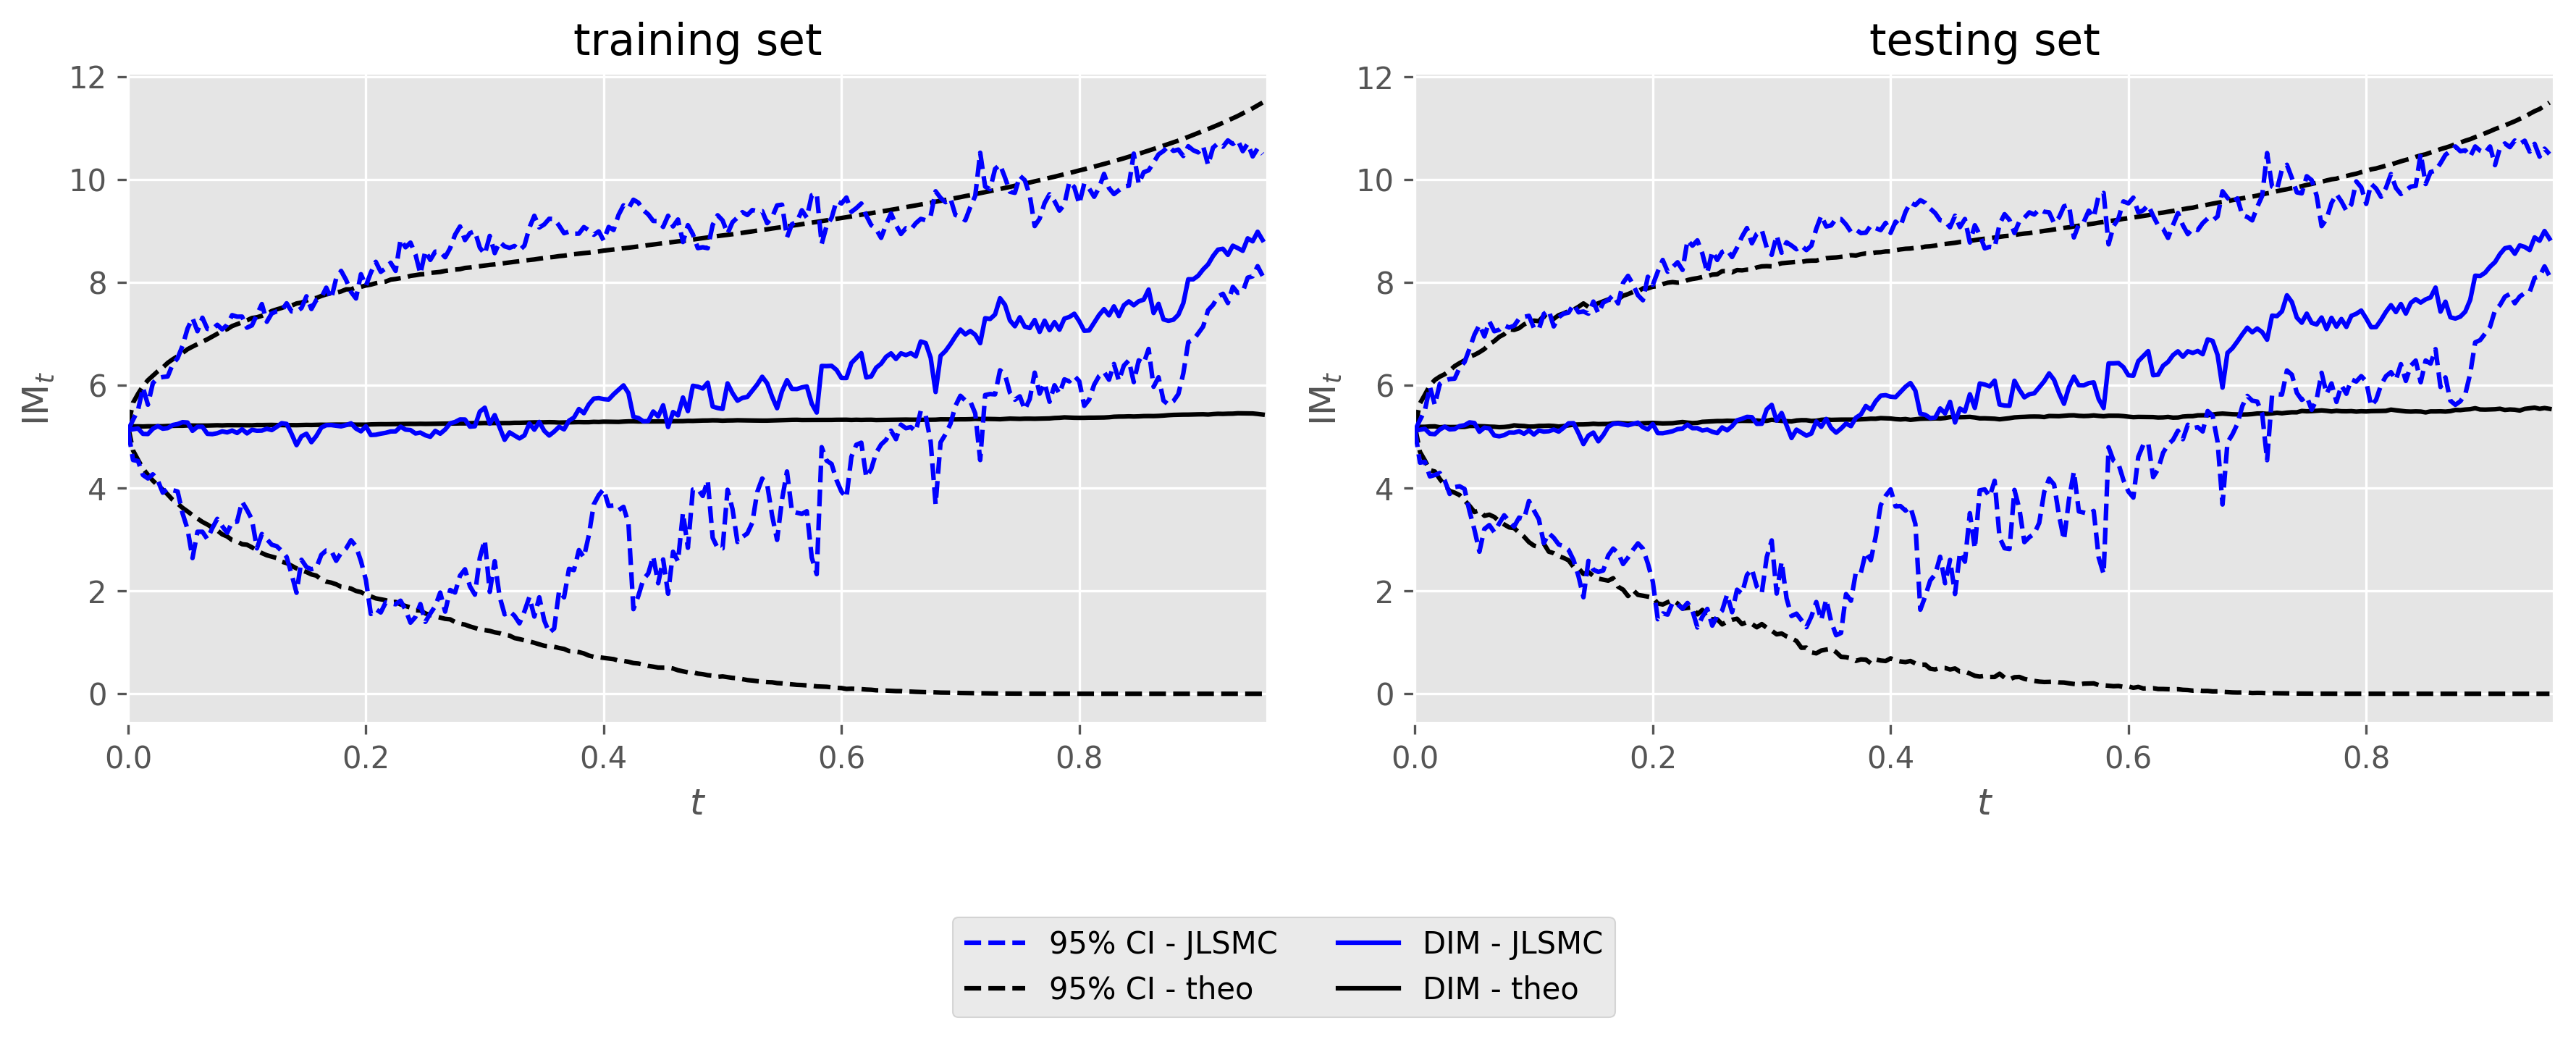 training set
testing set
12
10
8
6
4
2
0
IM_t
0.0 0.2 0.4 0.6 0.8
t
12
10
8
6
4
2
0
IM_t
0.0 0.2 0.4 0.6 0.8
t
95% CI - JLSMC
95% CI - theo
DIM - JLSMC
DIM - theo